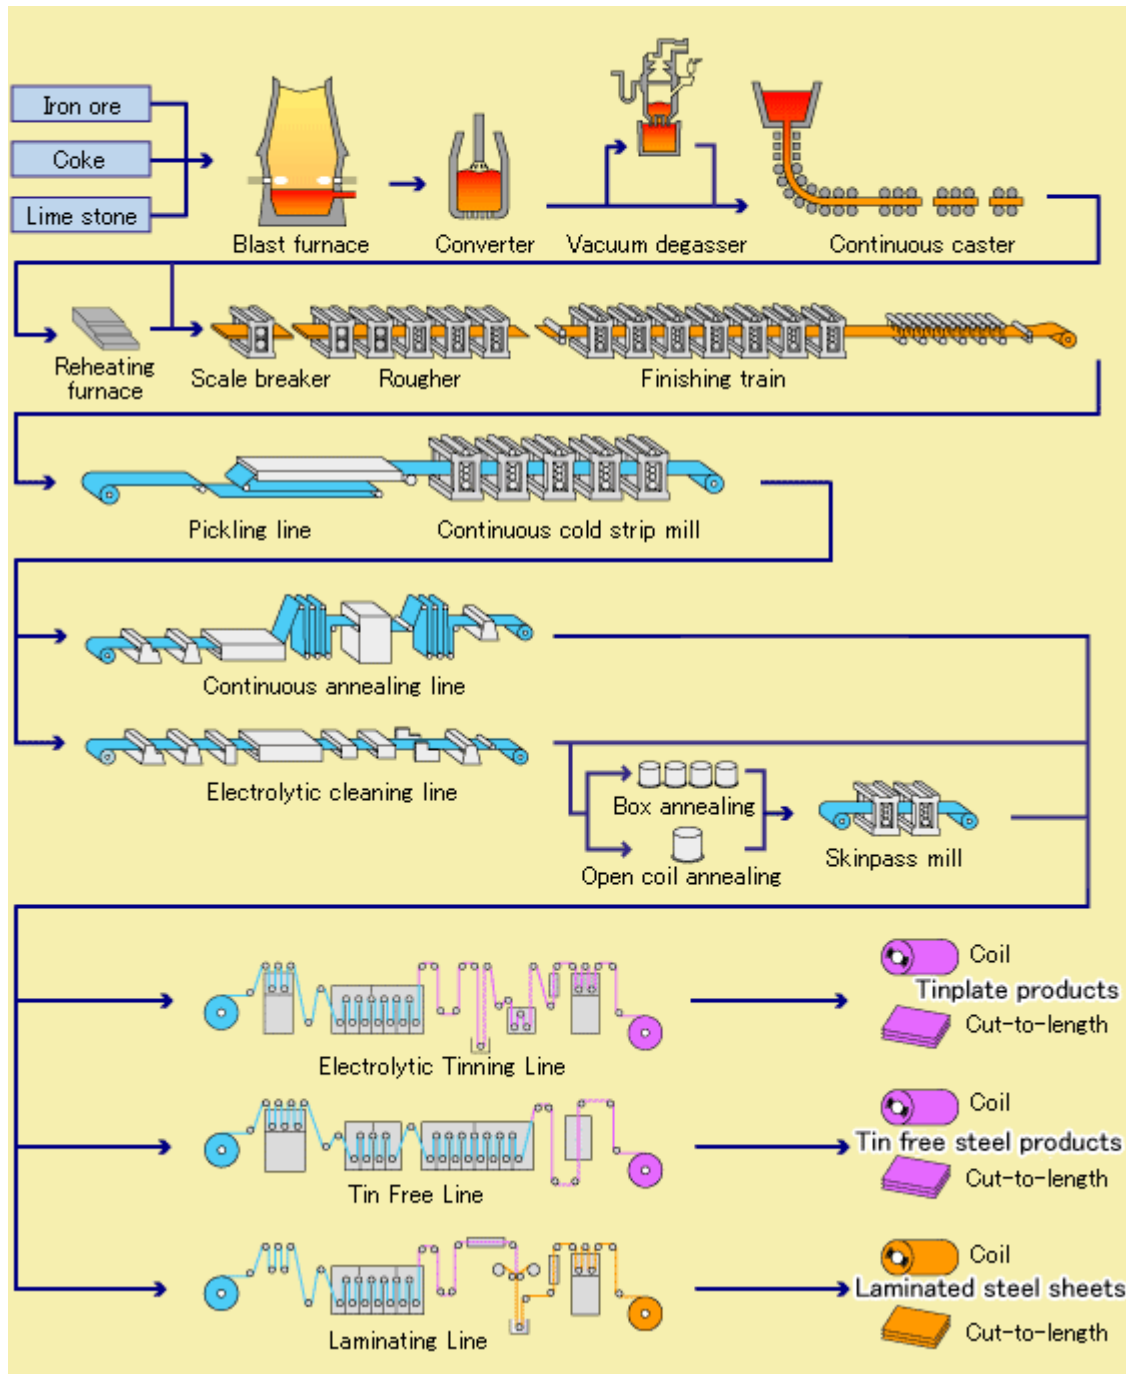 Iron ore
Coke
Lime stone
Blast furnace
Converter
Vacuum degasser
Continuous caster
Reheating
furnace
Scale breaker
Rougher
Finishing train
Pickling line
Continuous cold strip mill
Continuous annealing line
Electrolytic cleaning line
Box annealing
Open coil annealing
Skinpass mill
Electrolytic Tinning Line
Coil
Tinplate products
Cut-to-length
Tin Free Line
Coil
Tin free steel products
Cut-to-length
Laminating Line
Coil
Laminated steel sheets
Cut-to-length